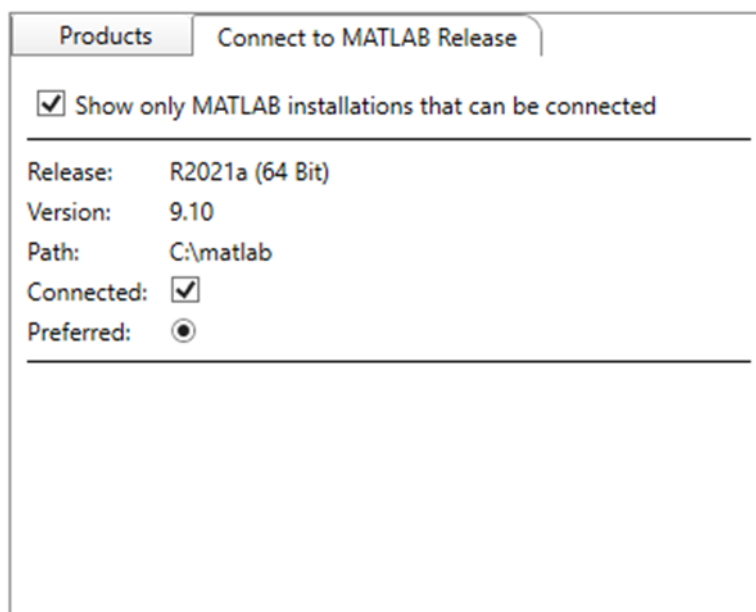 Products
Connect to MATLAB Release
Show only MATLAB installations that can be connected
Release: R2021a (64 Bit)
Version: 9.10
Path: C:\matlab
Connected:
Preferred: